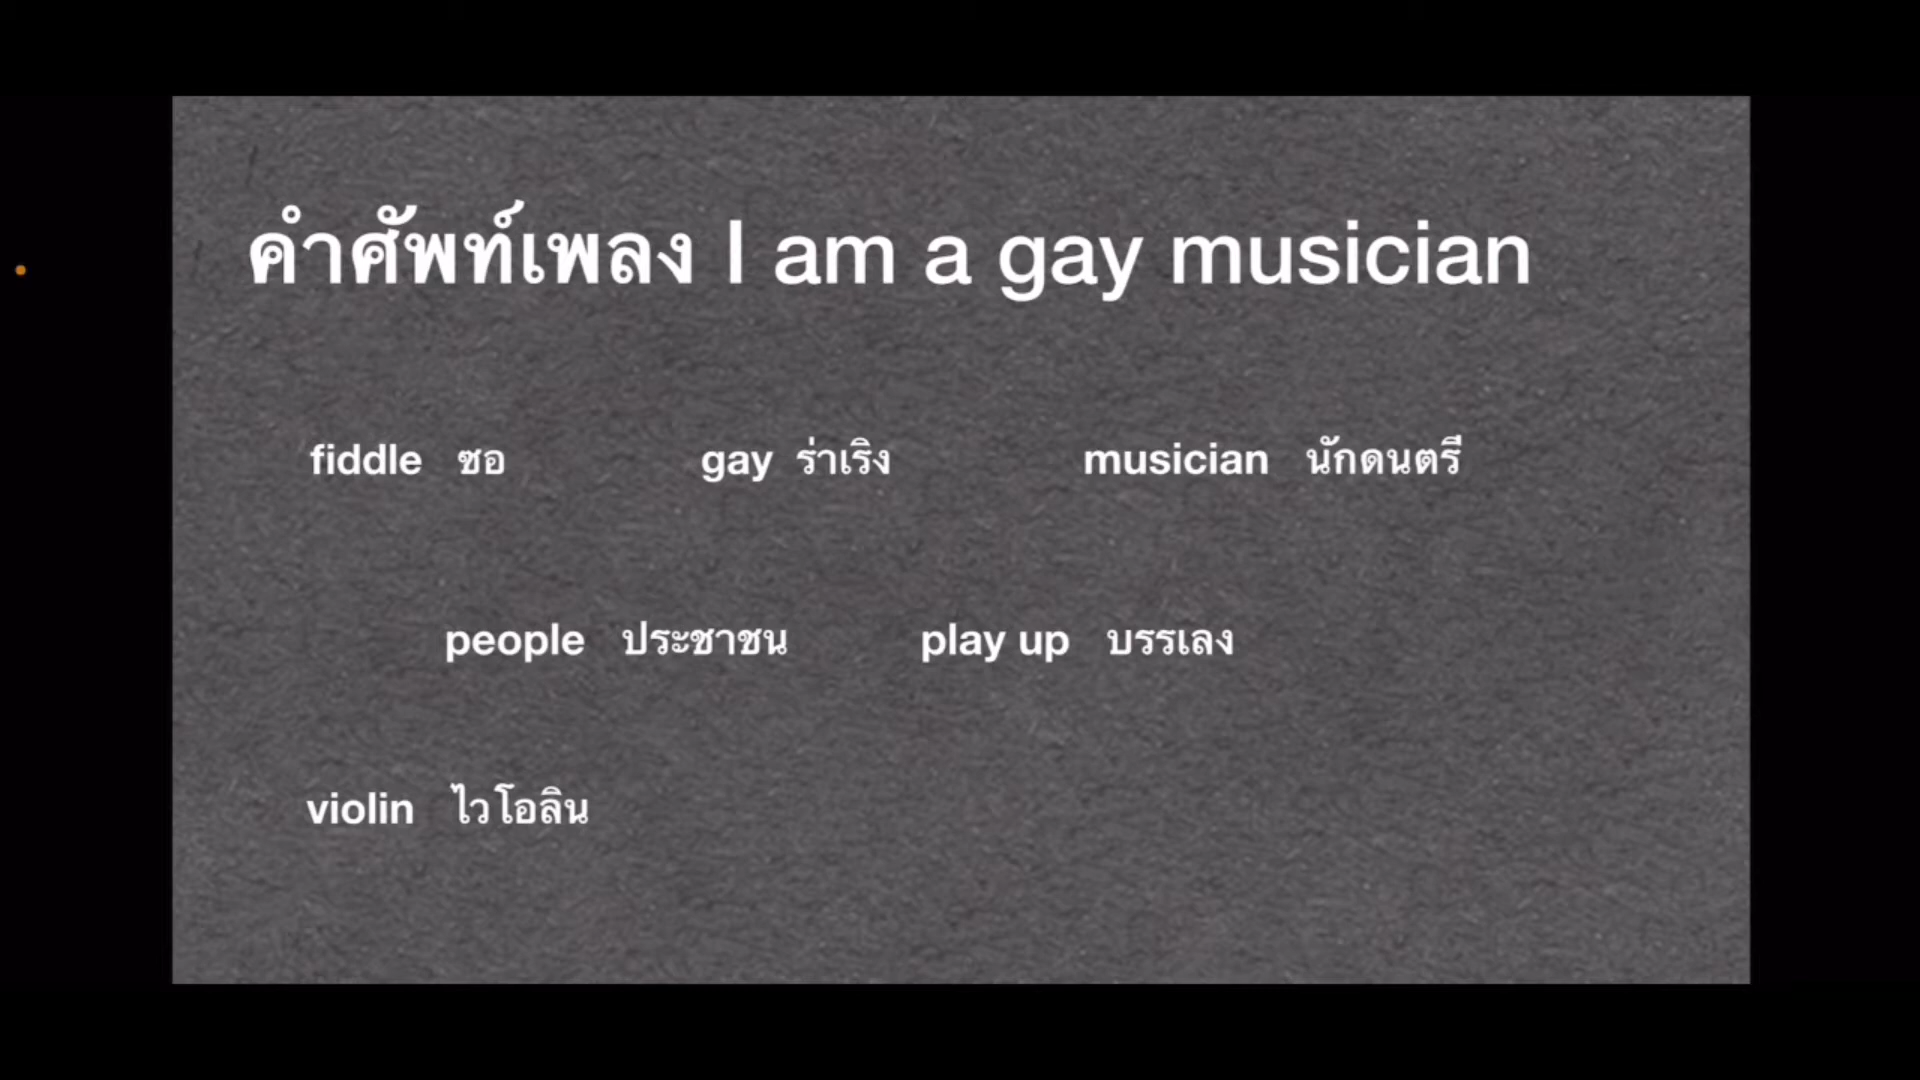 คำศัพท์เพลง I am a gay musician
fiddle ซอ gay ร่าเริง musician นักดนตรี
people ประชาชน play up บรรเลง
violin ไวโอลิน